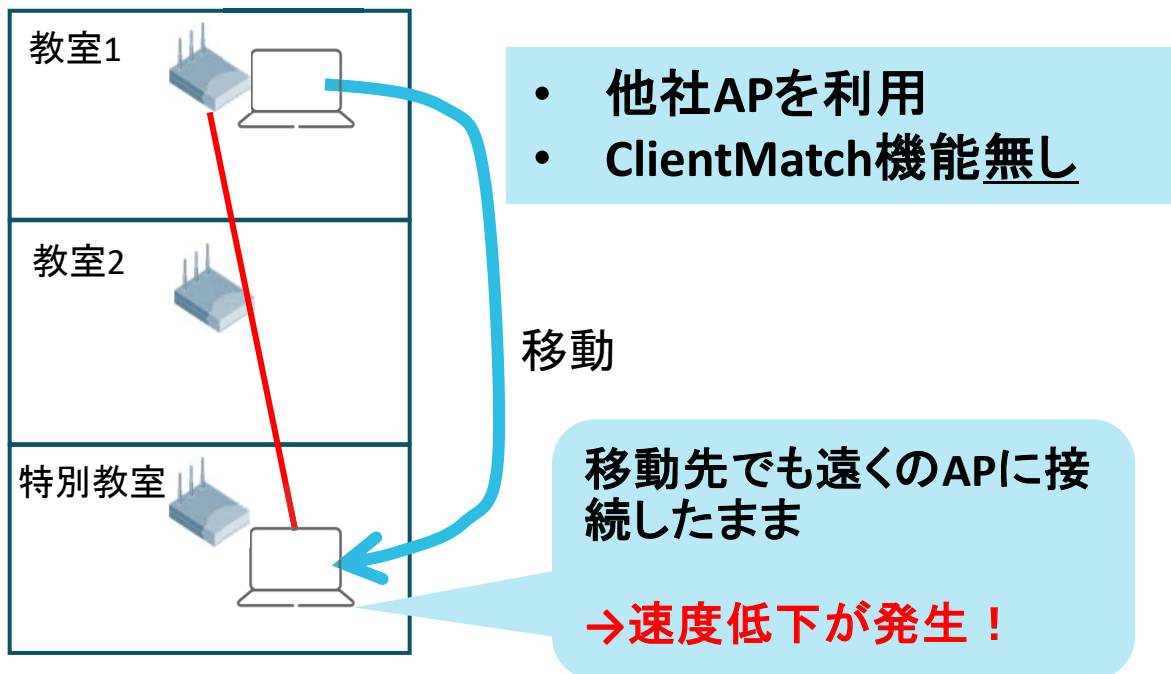 教室1
• 他社APを利用
• ClientMatch機能無し
教室2
移動
特別教室
移動先でも遠くのAPに接
続したまま
→速度低下が発生！